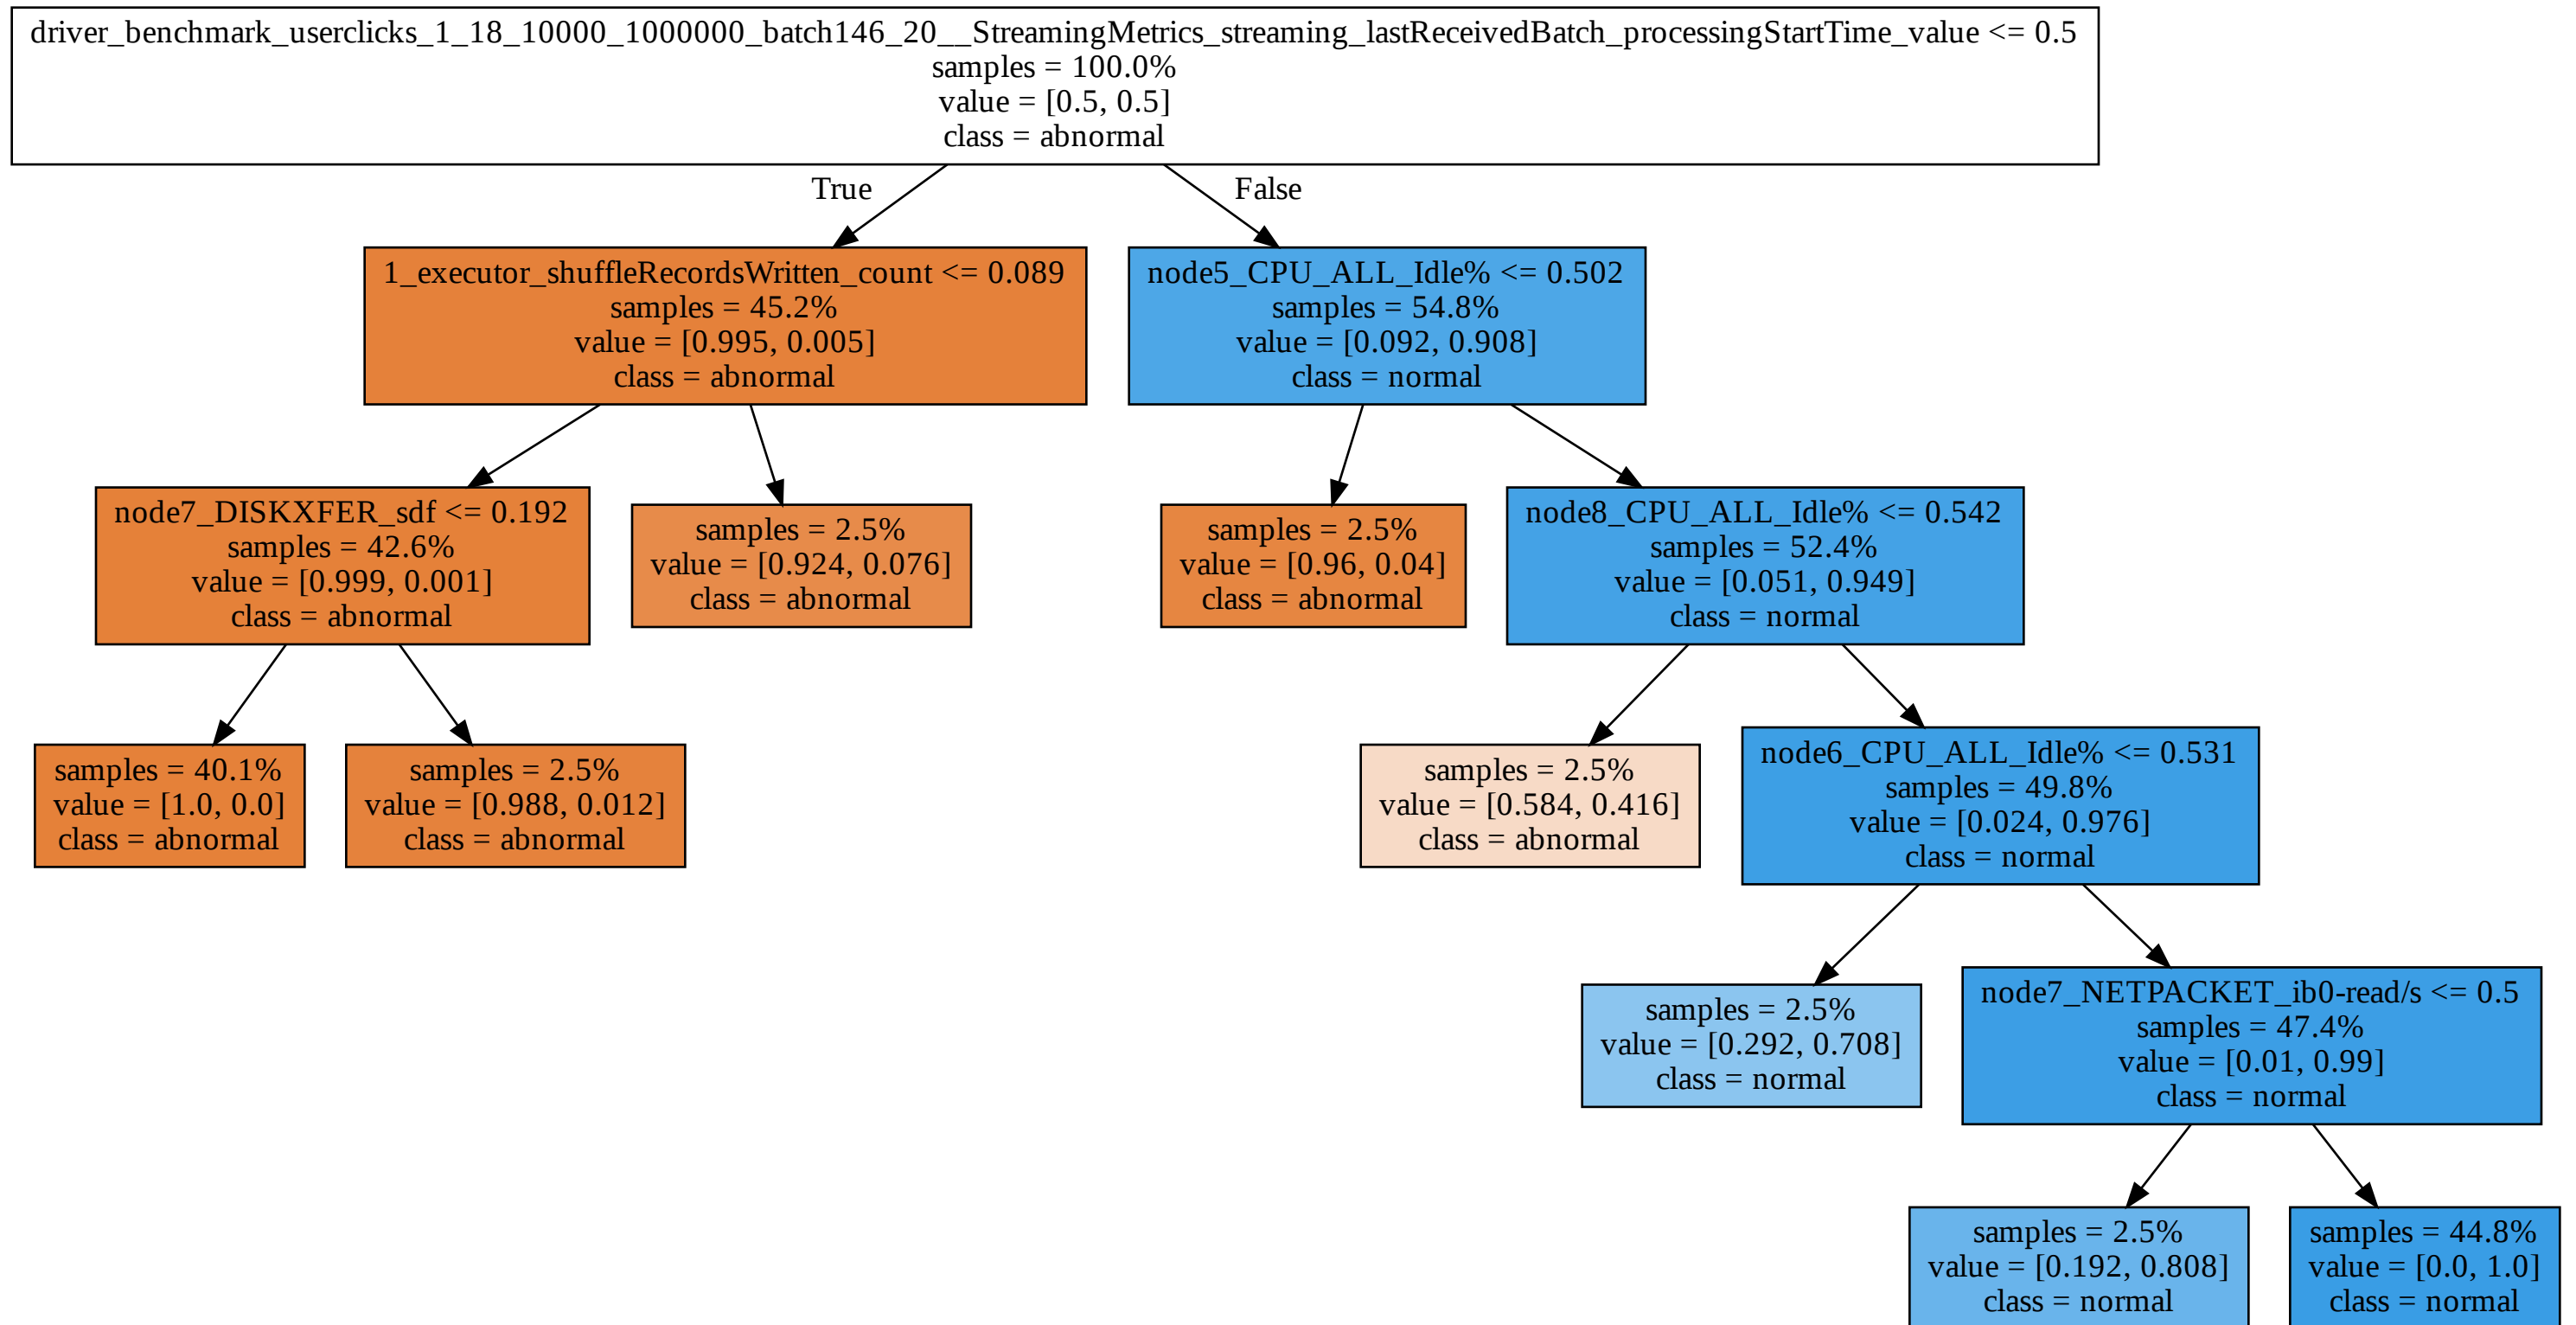 driver_benchmark_userclicks_1_18_10000_1000000_batch146_20__StreamingMetrics_streaming_lastReceivedBatch_processingStartTime_value <= 0.5
samples = 100.0%
value = [0.5, 0.5]
class = abnormal
True
False
1_executor_shuffleRecordsWritten_count <= 0.089
samples = 45.2%
value = [0.995, 0.005]
class = abnormal
node5_CPU_ALL_Idle% <= 0.502
samples = 54.8%
value = [0.092, 0.908]
class = normal
node7_DISKXFER_sdf <= 0.192
samples = 42.6%
value = [0.999, 0.001]
class = abnormal
samples = 2.5%
value = [0.924, 0.076]
class = abnormal
samples = 2.5%
value = [0.96, 0.04]
class = abnormal
node8_CPU_ALL_Idle% <= 0.542
samples = 52.4%
value = [0.051, 0.949]
class = normal
samples = 40.1%
value = [1.0, 0.0]
class = abnormal
samples = 2.5%
value = [0.988, 0.012]
class = abnormal
samples = 2.5%
value = [0.584, 0.416]
class = abnormal
node6_CPU_ALL_Idle% <= 0.531
samples = 49.8%
value = [0.024, 0.976]
class = normal
samples = 2.5%
value = [0.292, 0.708]
class = normal
node7_NETPACKET_ib0-read/s <= 0.5
samples = 47.4%
value = [0.01, 0.99]
class = normal
samples = 2.5%
value = [0.192, 0.808]
class = normal
samples = 44.8%
value = [0.0, 1.0]
class = normal